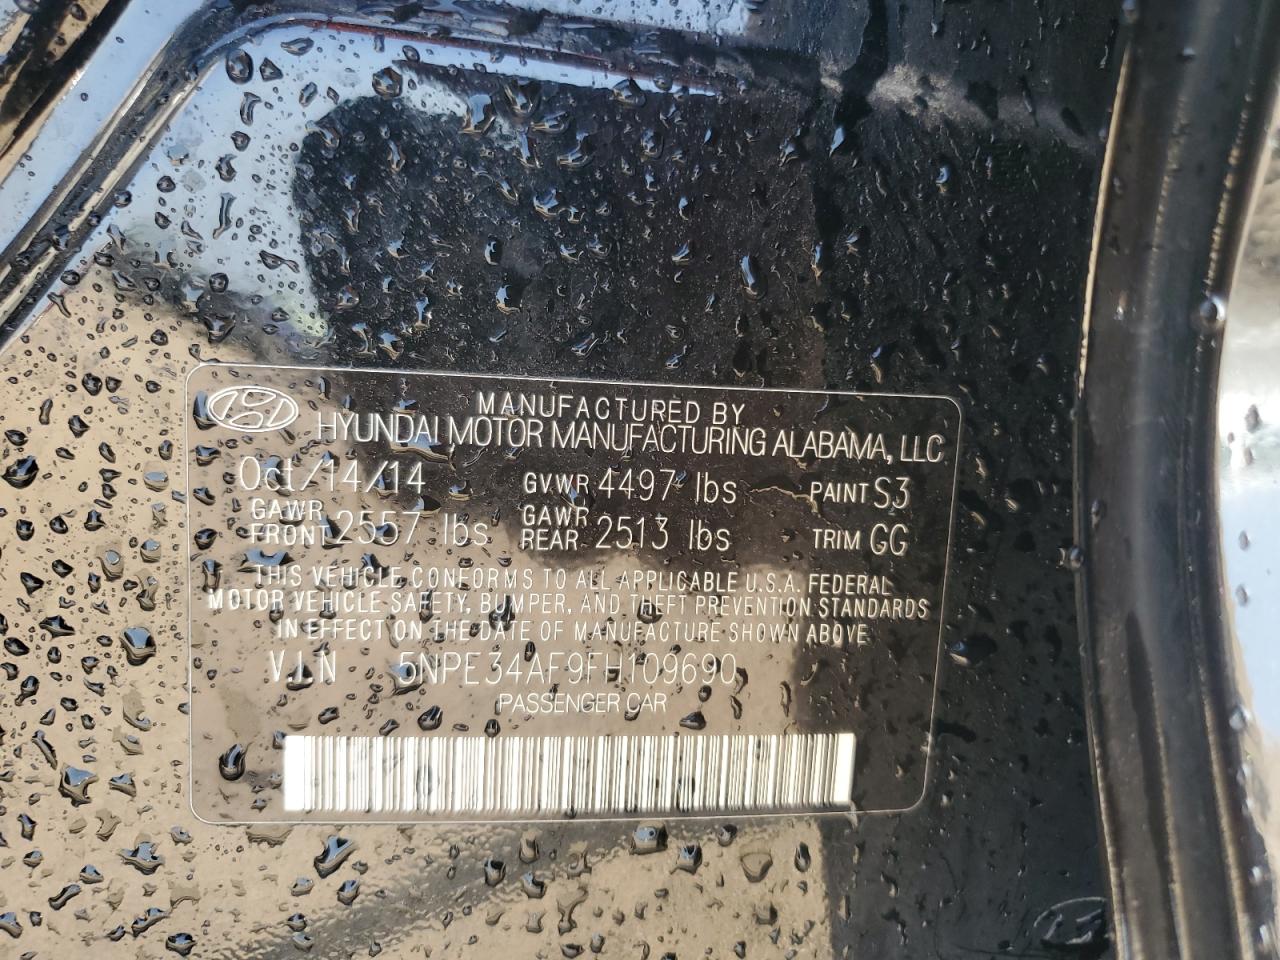 MANUFACTURED BY
HYUNDAI MOTOR MANUFACTURING ALABAMA, LLC
Oct/14/14 GVWR 4497 lbs PAINT S3
GAWR FRONT 2557 lbs GAWR REAR 2513 lbs TRIM GG
THIS VEHICLE CONFORMS TO ALL APPLICABLE U.S.A. FEDERAL
MOTOR VEHICLE SAFETY, BUMPER, AND THEFT PREVENTION STANDARDS
IN EFFECT ON THE DATE OF MANUFACTURE SHOWN ABOVE
V.I.N 5NPE34AF9FH109690
PASSENGER CAR